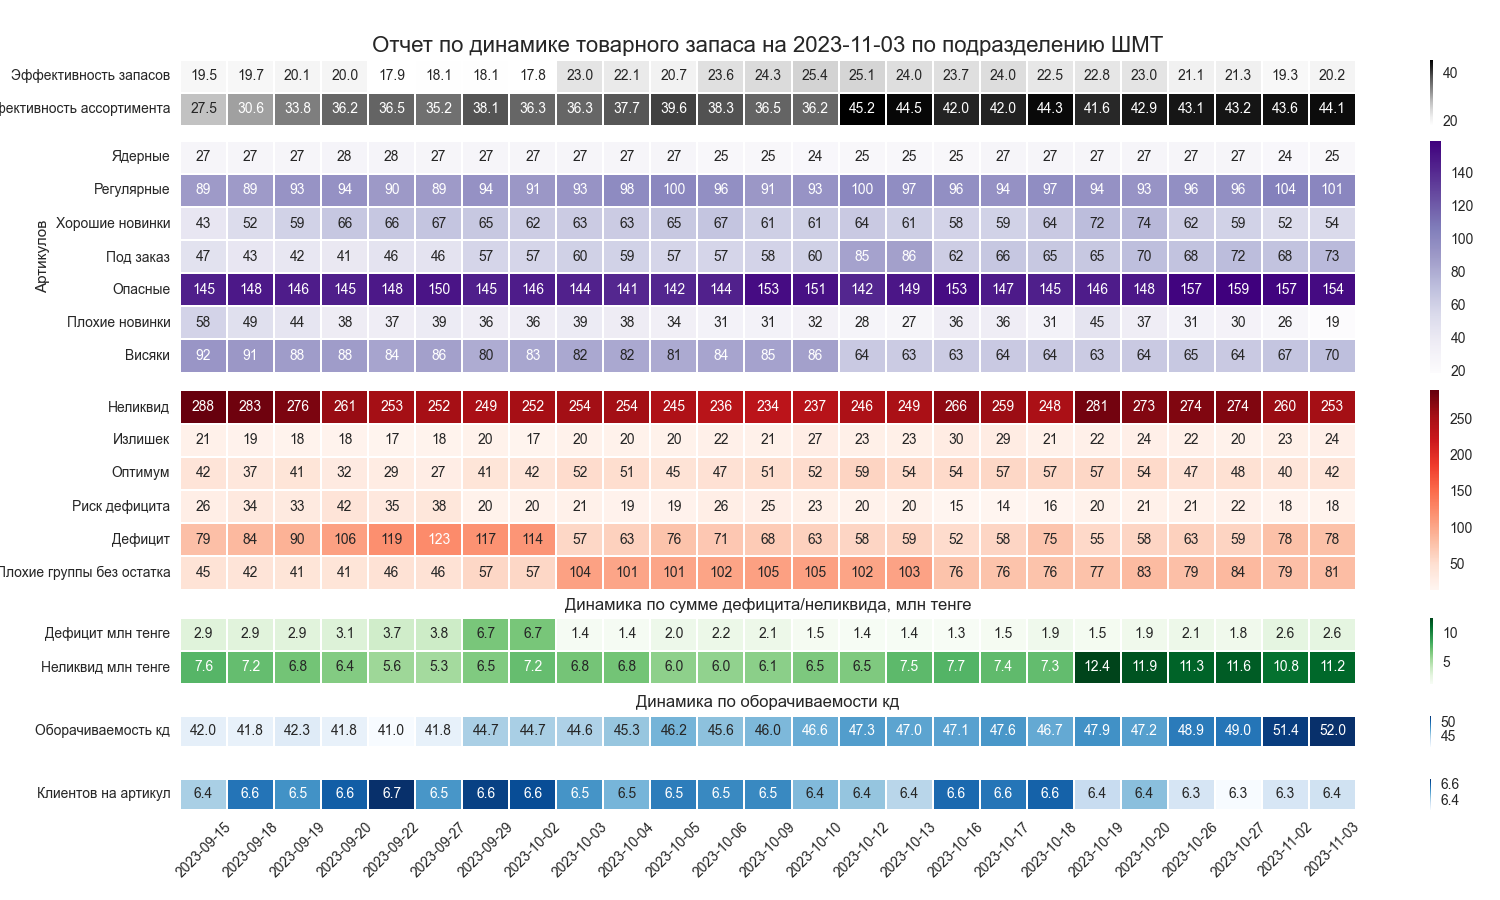 Отчет по динамике товарного запаса на 2023-11-03 по подразделению ШМТ
Эффективность запасов 19.5 19.7 20.1 20.0 17.9 18.1 18.1 17.8 23.0 22.1 20.7 23.6 24.3 25.4 25.1 24.0 23.7 24.0 22.5 22.8 23.0 21.1 21.3 19.3 20.2
фективность ассортимента 27.5 30.6 33.8 36.2 36.5 35.2 38.1 36.3 36.3 37.7 39.6 38.3 36.5 36.2 45.2 44.5 42.0 42.0 44.3 41.6 42.9 43.1 43.2 43.6 44.1
40
20
Артикулов
Ядерные 27 27 27 28 28 27 27 27 27 27 27 25 25 24 25 25 25 27 27 27 27 27 27 24 25
Регулярные 89 89 93 94 90 89 94 91 93 98 100 96 91 93 100 97 96 94 97 94 93 96 96 104 101
Хорошие новинки 43 52 59 66 66 67 65 62 63 63 65 67 61 61 64 61 58 59 64 72 74 62 59 52 54
Под заказ 47 43 42 41 46 46 57 57 60 59 57 57 58 60 85 86 62 66 65 65 70 68 72 68 73
Опасные 145 148 146 145 148 150 145 146 144 141 142 144 153 151 142 149 153 147 145 146 148 157 159 157 154
Плохие новинки 58 49 44 38 37 39 36 36 39 38 34 31 31 32 28 27 36 36 31 45 37 31 30 26 19
Висяки 92 91 88 88 84 86 80 83 82 82 81 84 85 86 64 63 63 64 64 63 64 65 64 67 70
140
120
100
80
60
40
20
Неликвид 288 283 276 261 253 252 249 252 254 254 245 236 234 237 246 249 266 259 248 281 273 274 274 260 253
Излишек 21 19 18 18 17 18 20 17 20 20 20 22 21 27 23 23 30 29 21 22 24 22 20 23 24
Оптимум 42 37 41 32 29 27 41 42 52 51 45 47 51 52 59 54 54 57 57 57 54 47 48 40 42
Риск дефицита 26 34 33 42 35 38 20 20 21 19 19 26 25 23 20 20 15 14 16 20 21 21 22 18 18
Дефицит 79 84 90 106 119 123 117 114 57 63 76 71 68 63 58 59 52 58 75 55 58 63 59 78 78
Плохие группы без остатка 45 42 41 41 46 46 57 57 104 101 101 102 105 105 102 103 76 76 76 77 83 79 84 79 81
250
200
150
100
50
Динамика по сумме дефицита/неликвида, млн тенге
Дефицит млн тенге 2.9 2.9 2.9 3.1 3.7 3.8 6.7 6.7 1.4 1.4 2.0 2.2 2.1 1.5 1.4 1.4 1.3 1.5 1.9 1.5 1.9 2.1 1.8 2.6 2.6
Неликвид млн тенге 7.6 7.2 6.8 6.4 5.6 5.3 6.5 7.2 6.8 6.8 6.0 6.0 6.1 6.5 6.5 7.5 7.7 7.4 7.3 12.4 11.9 11.3 11.6 10.8 11.2
10
5
Динамика по оборачиваемости кд
Оборачиваемость кд 42.0 41.8 42.3 41.8 41.0 41.8 44.7 44.7 44.6 45.3 46.2 45.6 46.0 46.6 47.3 47.0 47.1 47.6 46.7 47.9 47.2 48.9 49.0 51.4 52.0
50
45
Клиентов на артикул 6.4 6.6 6.5 6.6 6.7 6.5 6.6 6.6 6.5 6.5 6.5 6.5 6.5 6.4 6.4 6.4 6.6 6.6 6.6 6.4 6.4 6.3 6.3 6.3 6.4
6.6
6.4
2023-09-15 2023-09-18 2023-09-19 2023-09-20 2023-09-22 2023-09-27 2023-09-29 2023-10-02 2023-10-03 2023-10-04 2023-10-05 2023-10-06 2023-10-09 2023-10-10 2023-10-12 2023-10-13 2023-10-16 2023-10-17 2023-10-18 2023-10-19 2023-10-20 2023-10-26 2023-10-27 2023-11-02 2023-11-03